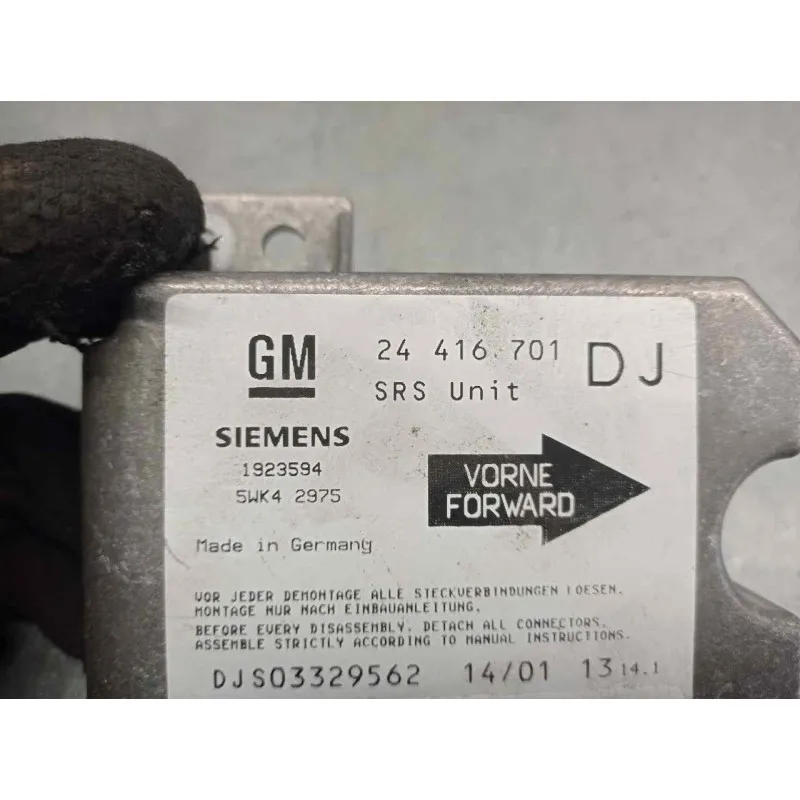 GM 24 416 701 DJ
SRS Unit
SIEMENS
1923594
5WK4 2975
VORNE
FORWARD
Made in Germany
VOR JEDER DEMONTAGE ALLE STECKVERBINDUNGEN LOESEN.
MONTAGE NUR NACH EINBAUANLEITUNG.
BEFORE EVERY DISASSEMBLY, DETACH ALL CONNECTORS.
ASSEMBLE STRICTLY ACCORDING TO MANUAL INSTRUCTIONS.
DJS03329562 14/01 13 14.1